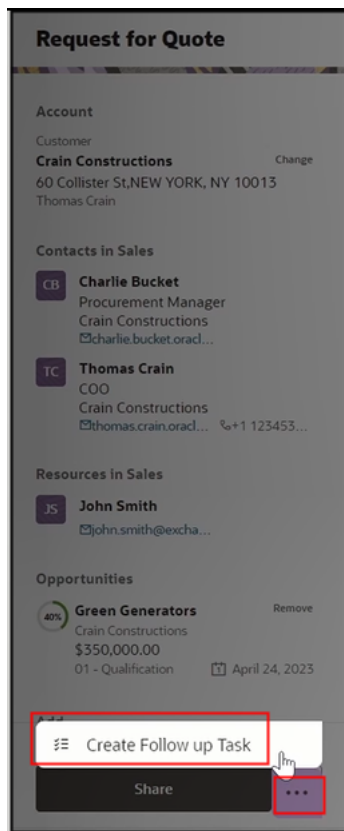 Request for Quote
Account
Customer
Crain Constructions Change
60 Collister St,NEW YORK, NY 10013
Thomas Crain
Contacts in Sales
CB Charlie Bucket
Procurement Manager
Crain Constructions
charlie.bucket.oracl...
TC Thomas Crain
COO
Crain Constructions
thomas.crain.oracl... +1 123453...
Resources in Sales
JS John Smith
john.smith@excha...
Opportunities
40% Green Generators Remove
Crain Constructions
$350,000.00
01 - Qualification April 24, 2023
Create Follow up Task
Share ...